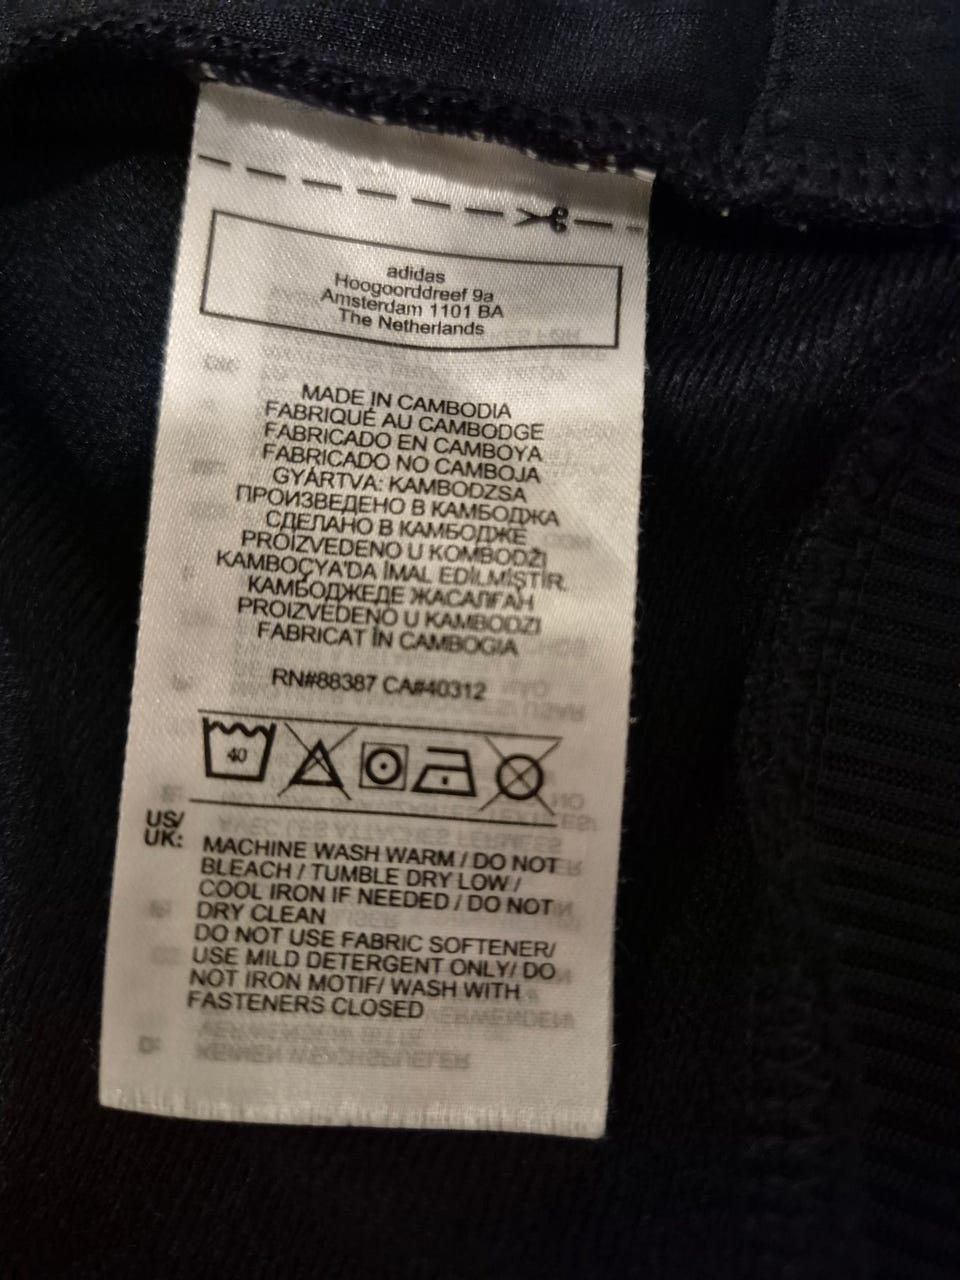 adidas
Hoogoorddreef 9a
Amsterdam 1101 BA
The Netherlands
MADE IN CAMBODIA
FABRIQUÉ AU CAMBODGE
FABRICADO EN CAMBOYA
FABRICADO NO CAMBOJA
GYÁRTVA: KAMBODZSA
ПРОИЗВЕДЕНО В КАМБОДЖА
СДЕЛАНО В КАМБОДЖЕ
PROIZVEDENO U KOMBODŽI
KAMBOÇYA'DA İMAL EDİLMİŞTİR.
КАМБОДЖЕДЕ ЖАСАЛҒАН
PROIZVEDENO U KAMBODZI
FABRICAT ÎN CAMBOGIA
RN#88387 CA#40312
40
US/
UK:
MACHINE WASH WARM / DO NOT
BLEACH / TUMBLE DRY LOW /
COOL IRON IF NEEDED / DO NOT
DRY CLEAN
DO NOT USE FABRIC SOFTENER/
USE MILD DETERGENT ONLY/ DO
NOT IRON MOTIF/ WASH WITH
FASTENERS CLOSED